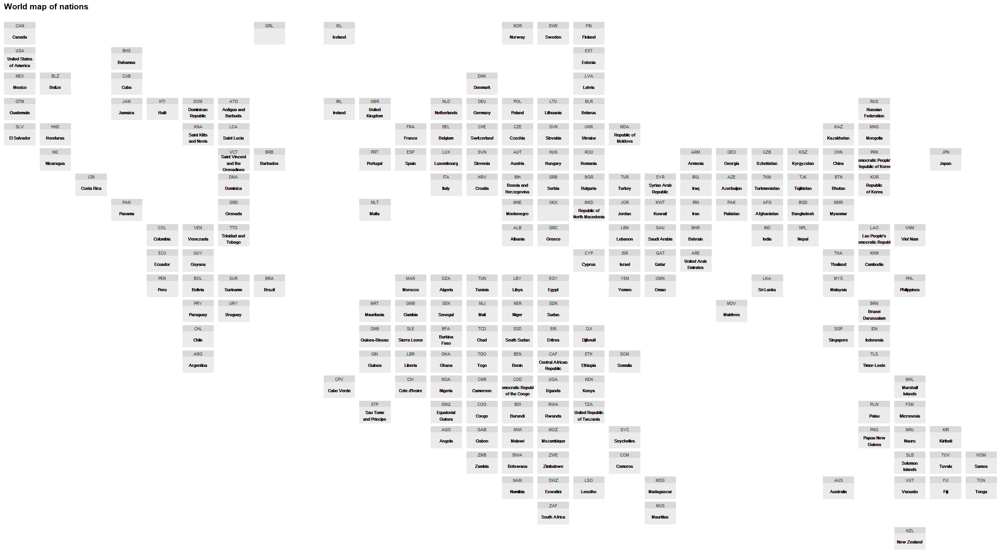 World map of nations
CAN GRL ISL NOR SWE FIN
Canada Iceland Norway Sweden Finland
USA BHS EST
United States
of America
Bahamas Estonia
MEX BLZ CUB DNK LVA
Mexico Belize Cuba Denmark Latvia
GTM JAM HTI DOM ATG IRL GBR NLD DEU POL LTU BLR RUS
Guatemala Jamaica Haiti
Dominican
Republic
Antigua and
Barbuda
Ireland
United
Kingdom
Netherlands Germany Poland Lithuania Belarus
Russian
Federation
SLV HND KNA LCA FRA BEL CHE CZE SVK UKR MDA KAZ MNG
El Salvador Honduras
Saint Kitts
and Nevis
Saint Lucia France Belgium Switzerland Czechia Slovakia Ukraine
Republic of
Moldova
Kazakhstan Mongolia
NIC VCT BRB PRT ESP LUX SVN AUT HUN ROU ARM GEO UZB KGZ CHN PRK JPN
Nicaragua
Saint Vincent
and the
Grenadines
Barbados Portugal Spain Luxembourg Slovenia Austria Hungary Romania Armenia Georgia Uzbekistan Kyrgyzstan China
emocratic People'
Republic of Korea
Japan
CRI DMA ITA HRV BIH SRB BGR TUR SYR IRQ AZE TKM TJK BTN KOR
Costa Rica Dominica Italy Croatia
Bosnia and
Herzegovina
Serbia Bulgaria Turkey
Syrian Arab
Republic
Iraq Azerbaijan Turkmenistan Tajikistan Bhutan
Republic
of Korea
PAN GRD MLT MNE XKX MKD JOR KWT IRN PAK AFG BGD MMR
Panama Grenada Malta Montenegro
Republic of
North Macedonia
Jordan Kuwait Iran Pakistan Afghanistan Bangladesh Myanmar
COL VEN TTO ALB GRC LBN SAU BHR IND NPL LAO VNM
Colombia Venezuela
Trinidad and
Tobago
Albania Greece Lebanon Saudi Arabia Bahrain India Nepal
Lao People's
emocratic Republ
Viet Nam
ECU GUY CYP ISR QAT ARE THA KHM
Ecuador Guyana Cyprus Israel Qatar
United Arab
Emirates
Thailand Cambodia
PER BOL SUR BRA MAR DZA TUN LBY EGY YEM OMN LKA MYS PHL
Peru Bolivia Suriname Brazil Morocco Algeria Tunisia Libya Egypt Yemen Oman Sri Lanka Malaysia Philippines
PRY URY MRT GMB SEN MLI NER SDN MDV BRN
Paraguay Uruguay Mauritania Gambia Senegal Mali Niger Sudan Maldives
Brunei
Darussalam
CHL GNB SLE BFA TCD SSD ERI DJI SGP IDN
Chile Guinea-Bissau Sierra Leone
Burkina
Faso
Chad South Sudan Eritrea Djibouti Singapore Indonesia
ARG GIN LBR GHA TGO BEN CAF ETH SOM TLS
Argentina Guinea Liberia Ghana Togo Benin
Central African
Republic
Ethiopia Somalia Timor-Leste
CPV CIV NGA CMR COD UGA KEN MHL
Cabo Verde Cote d'Ivoire Nigeria Cameroon
emocratic Republ
of the Congo
Uganda Kenya
Marshall
Islands
STP GNQ COG BDI RWA TZA PLW FSM
Sao Tome
and Principe
Equatorial
Guinea
Congo Burundi Rwanda
United Republic
of Tanzania
Palau Micronesia
AGO GAB MWI MOZ SYC PNG NRU KIR
Angola Gabon Malawi Mozambique Seychelles
Papua New
Guinea
Nauru Kiribati
ZMB BWA ZWE COM SLB TUV WSM
Zambia Botswana Zimbabwe Comoros
Solomon
Islands
Tuvalu Samoa
NAM SWZ LSO MDG AUS VUT FJI TON
Namibia Eswatini Lesotho Madagascar Australia Vanuatu Fiji Tonga
ZAF MUS
South Africa Mauritius
NZL
New Zealand